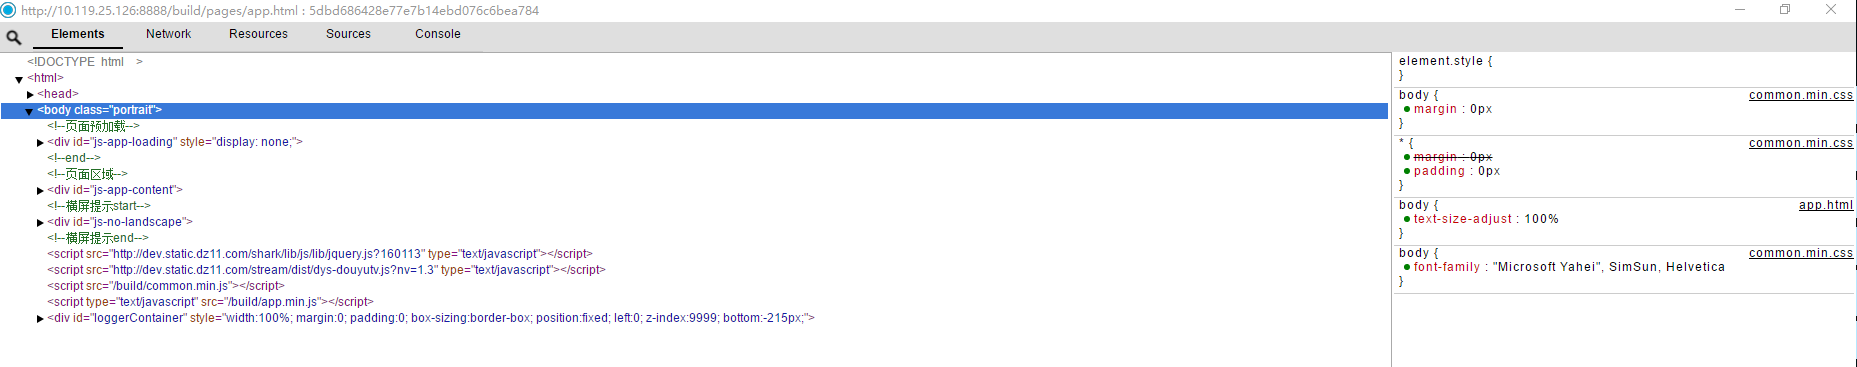 http://10.119.25.126:8888/build/pages/app.html : 5dbd686428e77e7b14ebd076c6bea784
Elements Network Resources Sources Console
<!DOCTYPE html >
<html>
<head>
<body class="portrait">
<!--页面预加载-->
<div id="js-app-loading" style="display: none;">
<!--end-->
<!--页面区域-->
<div id="js-app-content">
<!--横屏提示start-->
<div id="js-no-landscape">
<!--横屏提示end-->
<script src="http://dev.static.dz11.com/shark/lib/js/lib/jquery.js?160113" type="text/javascript"></script>
<script src="http://dev.static.dz11.com/stream/dist/dys-douyutv.js?nv=1.3" type="text/javascript"></script>
<script src="/build/common.min.js"></script>
<script type="text/javascript" src="/build/app.min.js"></script>
<div id="loggerContainer" style="width:100%; margin:0; padding:0; box-sizing:border-box; position:fixed; left:0; z-index:9999; bottom:-215px;">
element.style {
}
body { common.min.css
margin : 0px
}
* { common.min.css
margin : 0px
padding : 0px
}
body { app.html
text-size-adjust : 100%
}
body { common.min.css
font-family : "Microsoft Yahei", SimSun, Helvetica
}